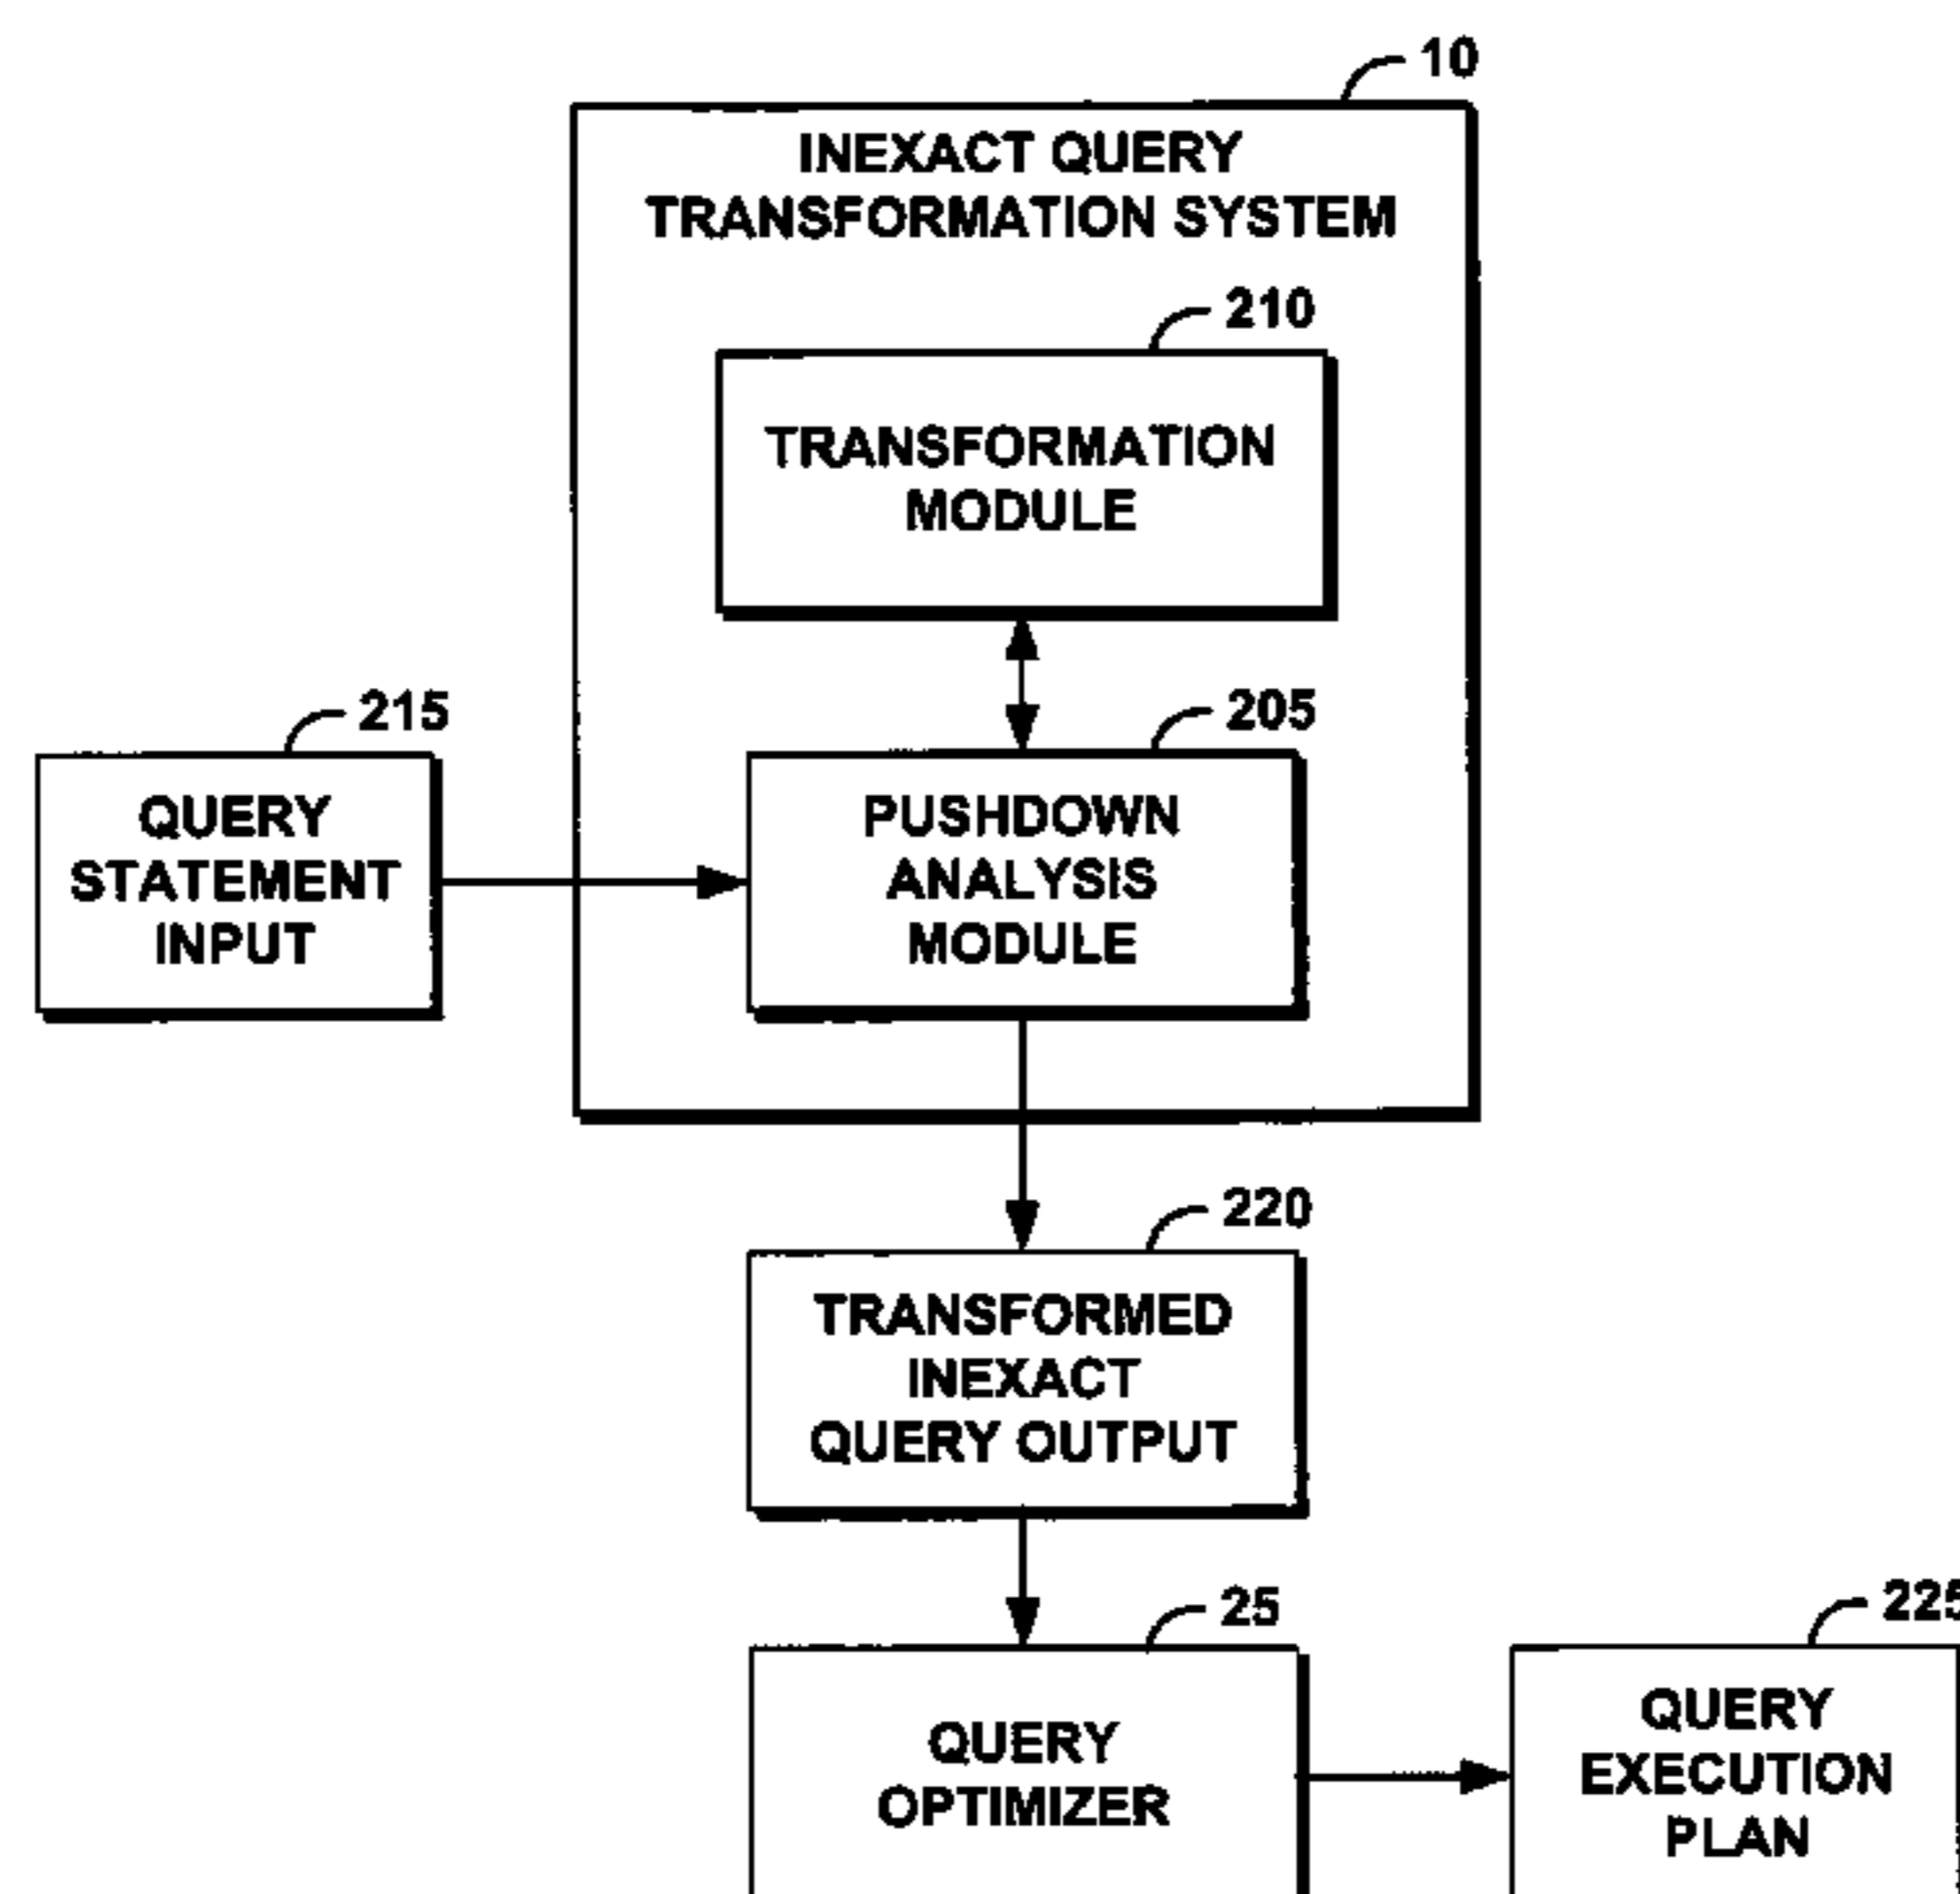 10
INEXACT QUERY
TRANSFORMATION SYSTEM
210
TRANSFORMATION
MODULE
215
205
QUERY
STATEMENT
INPUT
PUSHDOWN
ANALYSIS
MODULE
220
TRANSFORMED
INEXACT
QUERY OUTPUT
25
225
QUERY
OPTIMIZER
QUERY
EXECUTION
PLAN